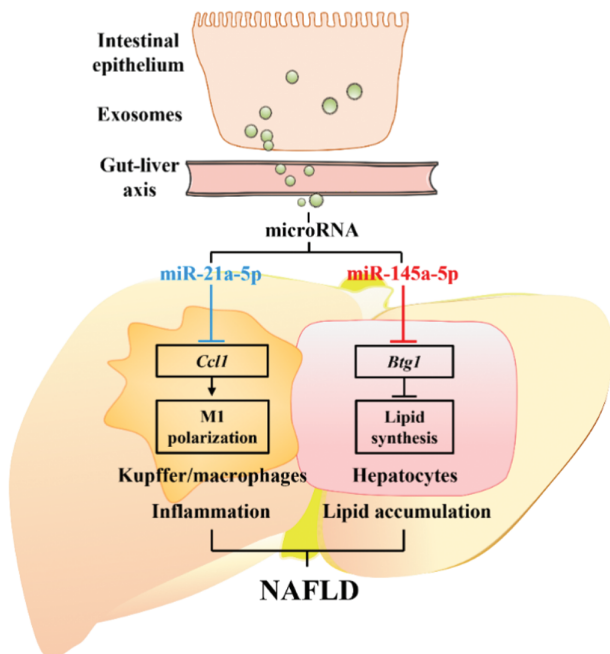 Intestinal
epithelium
Exosomes
Gut-liver
axis
microRNA
miR-21a-5p
miR-145a-5p
Ccl1
Btg1
M1
polarization
Lipid
synthesis
Kupffer/macrophages
Hepatocytes
Inflammation
Lipid accumulation
NAFLD